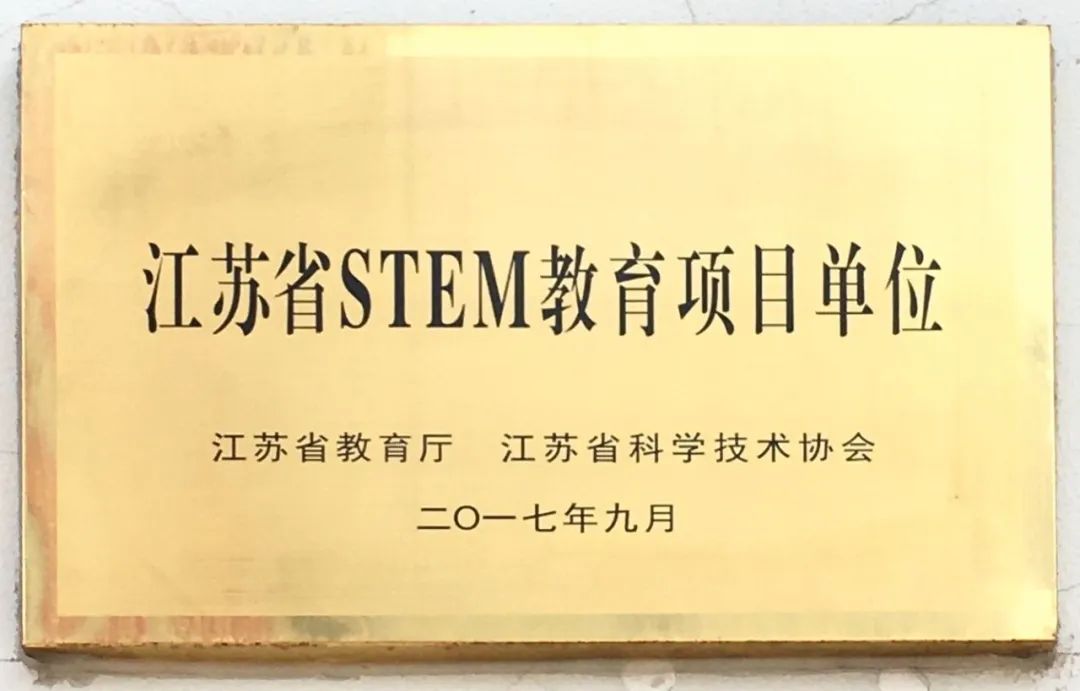 江苏省STEM教育项目单位
江苏省教育厅 江苏省科学技术协会
二〇一七年九月